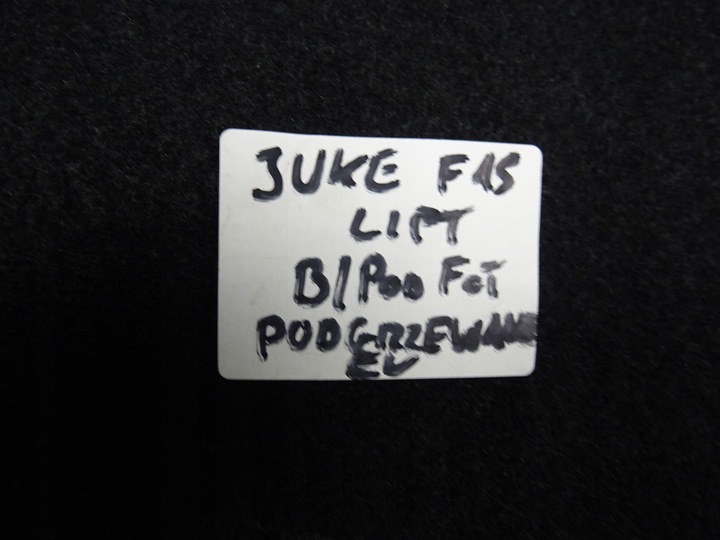 JUKE F15
LIFT
B/POD FOT
PODGRZEWANE
EL